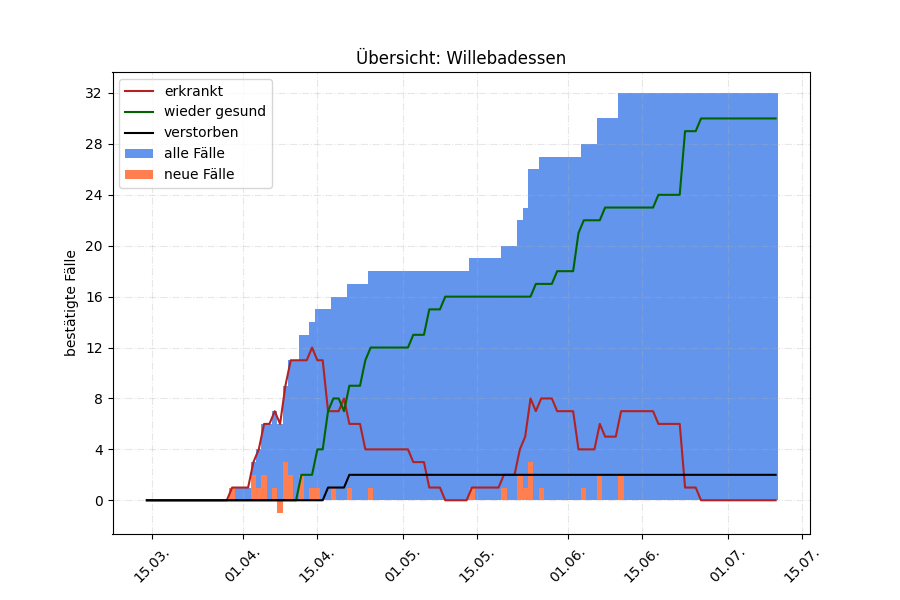 Übersicht: Willebadessen
erkrankt
wieder gesund
verstorben
alle Fälle
neue Fälle
bestätigte Fälle
32
28
24
20
16
12
8
4
0
15.03.
01.04.
15.04.
01.05.
15.05.
01.06.
15.06.
01.07.
15.07.